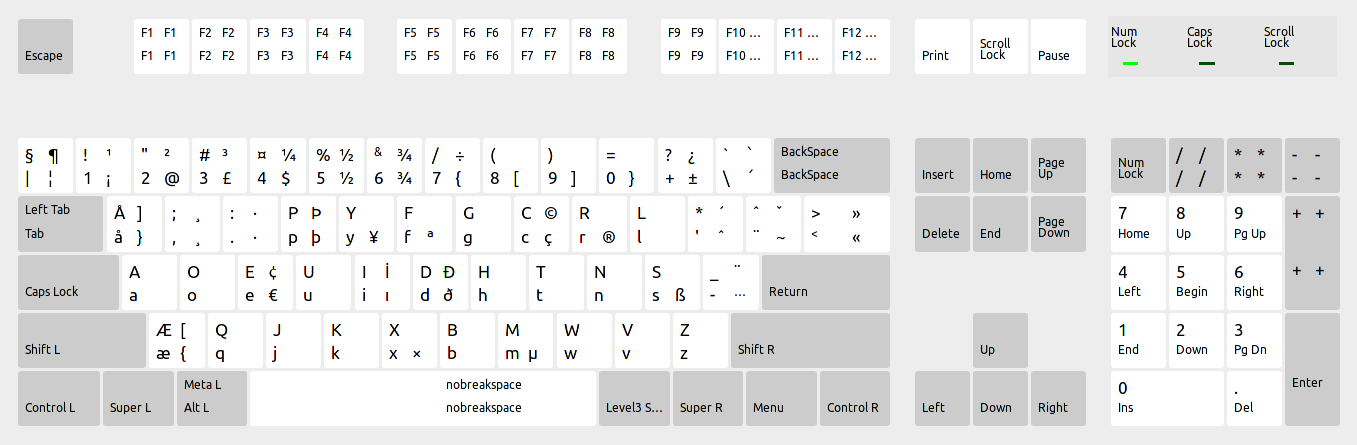 Escape
F1 F1 F2 F2 F3 F3 F4 F4 F5 F5 F6 F6 F7 F7 F8 F8 F9 F9 F10 ... F11 ... F12 ...
F1 F1 F2 F2 F3 F3 F4 F4 F5 F5 F6 F6 F7 F7 F8 F8 F9 F9 F10 ... F11 ... F12 ...
Print Scroll Lock Pause
Num Lock Caps Lock Scroll Lock
§ ¶ ! ¹ " ² # ³ ¤ ¼ % ½ & ¾ / ÷ ( ) = ? ¿ ` ` BackSpace
| ¦ 1 ¡ 2 @ 3 £ 4 $ 5 ½ 6 ¾ 7 { 8 [ 9 ] 0 } + ± \ ´ BackSpace
Insert Home Page Up
Num Lock / / * * - -
/ / * * - -
Left Tab Å ] ; ¸ : · P Þ Y F G C © R L * ´ ^ ˇ > »
Tab å } , ¸ . · p þ y ¥ f ª g c ç r ® l ' ^ ¨ ~ < «
Delete End Page Down
7 8 9 + +
Home Up Pg Up
A O E ¢ U I İ D Ð H T N S _ ¨
Caps Lock a o e € u i ı d ð h t n s ß - … Return
4 5 6 + +
Left Begin Right
Æ [ Q J K X B M W V Z
Shift L æ { q j k x × b m µ w v z Shift R
Up
1 2 3
End Down Pg Dn
Meta L nobreakspace
Control L Super L Alt L nobreakspace Level3 S... Super R Menu Control R
Left Down Right
0 . Enter
Ins Del